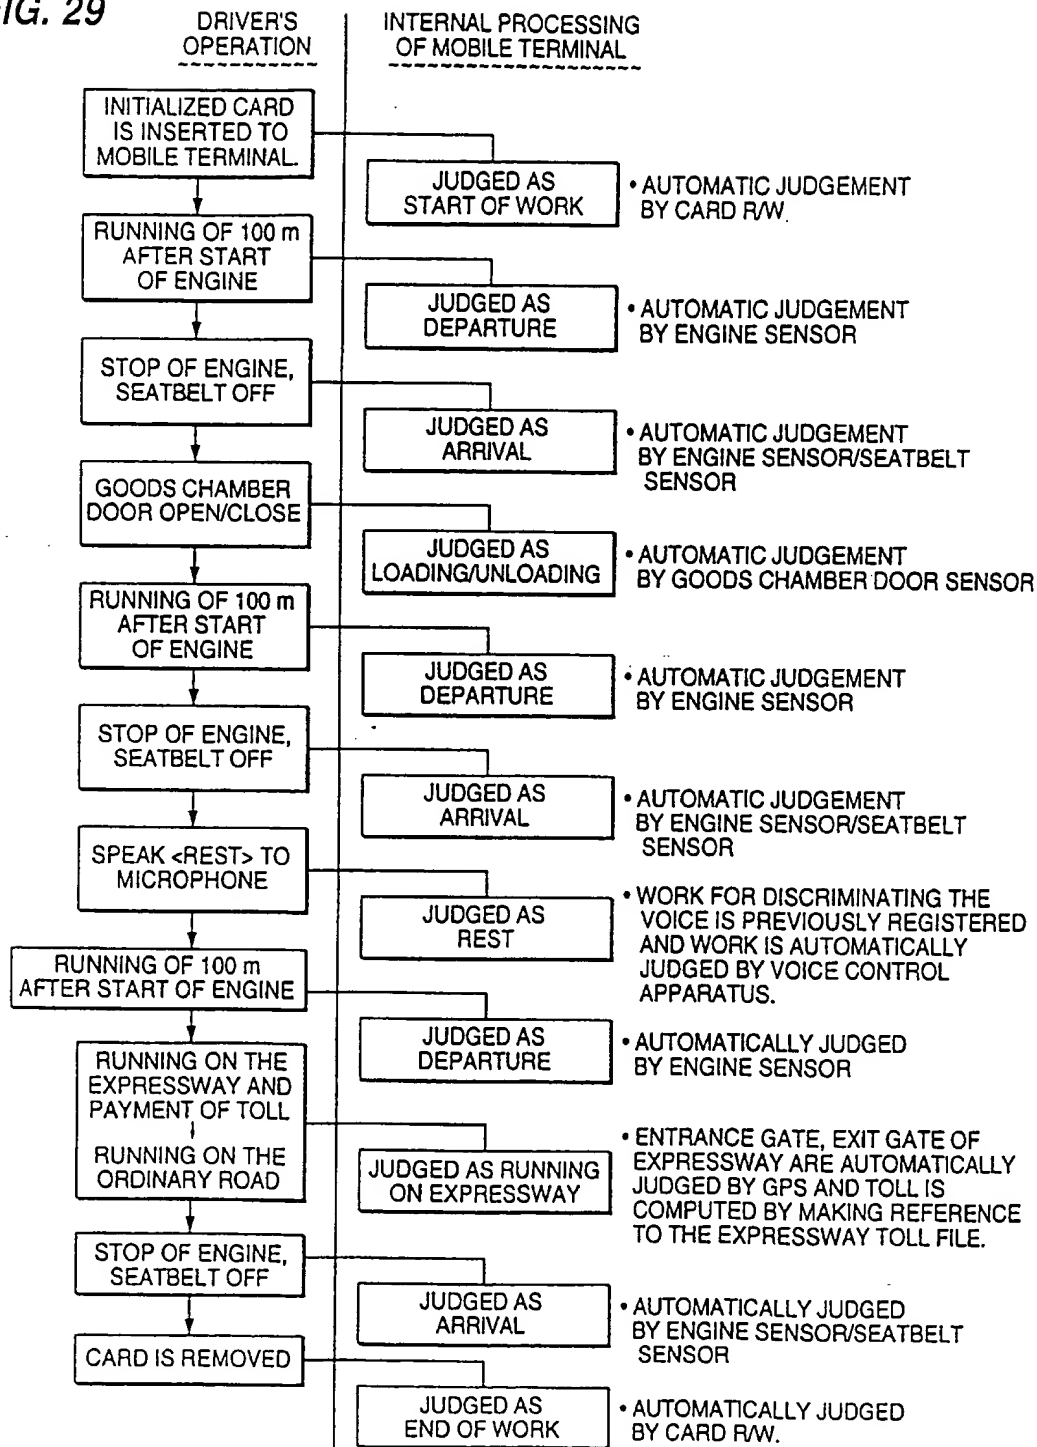 FIG. 29
DRIVER'S
OPERATION
INTERNAL PROCESSING
OF MOBILE TERMINAL
INITIALIZED CARD
IS INSERTED TO
MOBILE TERMINAL.
JUDGED AS
START OF WORK
• AUTOMATIC JUDGEMENT
BY CARD R/W.
RUNNING OF 100 m
AFTER START
OF ENGINE
JUDGED AS
DEPARTURE
• AUTOMATIC JUDGEMENT
BY ENGINE SENSOR
STOP OF ENGINE,
SEATBELT OFF
JUDGED AS
ARRIVAL
• AUTOMATIC JUDGEMENT
BY ENGINE SENSOR/SEATBELT
SENSOR
GOODS CHAMBER
DOOR OPEN/CLOSE
JUDGED AS
LOADING/UNLOADING
• AUTOMATIC JUDGEMENT
BY GOODS CHAMBER DOOR SENSOR
RUNNING OF 100 m
AFTER START
OF ENGINE
JUDGED AS
DEPARTURE
• AUTOMATIC JUDGEMENT
BY ENGINE SENSOR
STOP OF ENGINE,
SEATBELT OFF
JUDGED AS
ARRIVAL
• AUTOMATIC JUDGEMENT
BY ENGINE SENSOR/SEATBELT
SENSOR
SPEAK <REST> TO
MICROPHONE
JUDGED AS
REST
• WORK FOR DISCRIMINATING THE
VOICE IS PREVIOUSLY REGISTERED
AND WORK IS AUTOMATICALLY
JUDGED BY VOICE CONTROL
APPARATUS.
RUNNING OF 100 m
AFTER START OF ENGINE
JUDGED AS
DEPARTURE
• AUTOMATICALLY JUDGED
BY ENGINE SENSOR
RUNNING ON THE
EXPRESSWAY AND
PAYMENT OF TOLL
RUNNING ON THE
ORDINARY ROAD
JUDGED AS RUNNING
ON EXPRESSWAY
• ENTRANCE GATE, EXIT GATE OF
EXPRESSWAY ARE AUTOMATICALLY
JUDGED BY GPS AND TOLL IS
COMPUTED BY MAKING REFERENCE
TO THE EXPRESSWAY TOLL FILE.
STOP OF ENGINE,
SEATBELT OFF
JUDGED AS
ARRIVAL
• AUTOMATICALLY JUDGED
BY ENGINE SENSOR/SEATBELT
SENSOR
CARD IS REMOVED
JUDGED AS
END OF WORK
• AUTOMATICALLY JUDGED
BY CARD R/W.